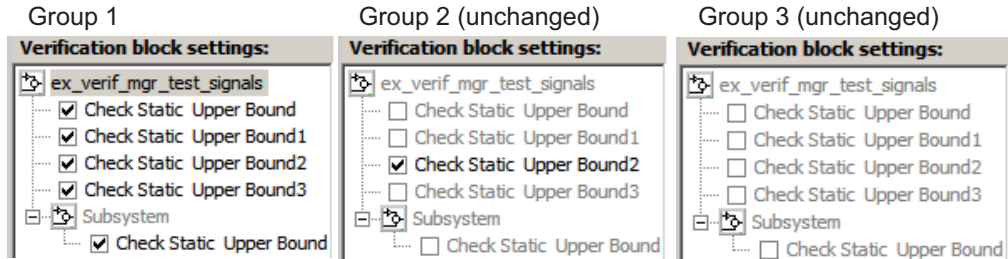 Group 1
Verification block settings:
ex_verif_mgr_test_signals
Check Static Upper Bound
Check Static Upper Bound1
Check Static Upper Bound2
Check Static Upper Bound3
Subsystem
Check Static Upper Bound
Group 2 (unchanged)
Verification block settings:
ex_verif_mgr_test_signals
Check Static Upper Bound
Check Static Upper Bound1
Check Static Upper Bound2
Check Static Upper Bound3
Subsystem
Check Static Upper Bound
Group 3 (unchanged)
Verification block settings:
ex_verif_mgr_test_signals
Check Static Upper Bound
Check Static Upper Bound1
Check Static Upper Bound2
Check Static Upper Bound3
Subsystem
Check Static Upper Bound